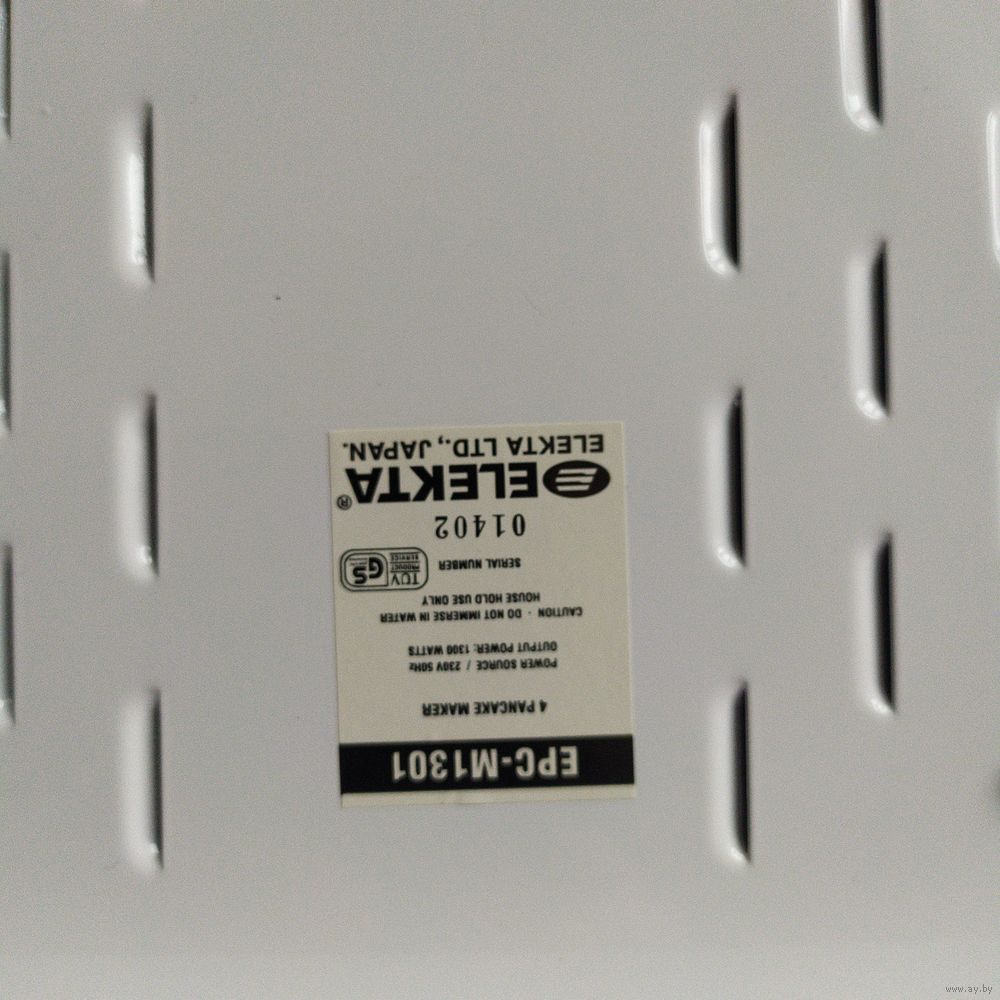 EPC-M1301
4 PANCAKE MAKER
POWER SOURCE / 230V 50Hz
OUTPUT POWER: 1300 WATTS
CAUTION · DO NOT IMMERSE IN WATER
HOUSE HOLD USE ONLY
SERIAL NUMBER
TÜV
PRODUCT
SERVICE
GS
01402
ELEKTA®
ELEKTA LTD., JAPAN.
www.ay.by